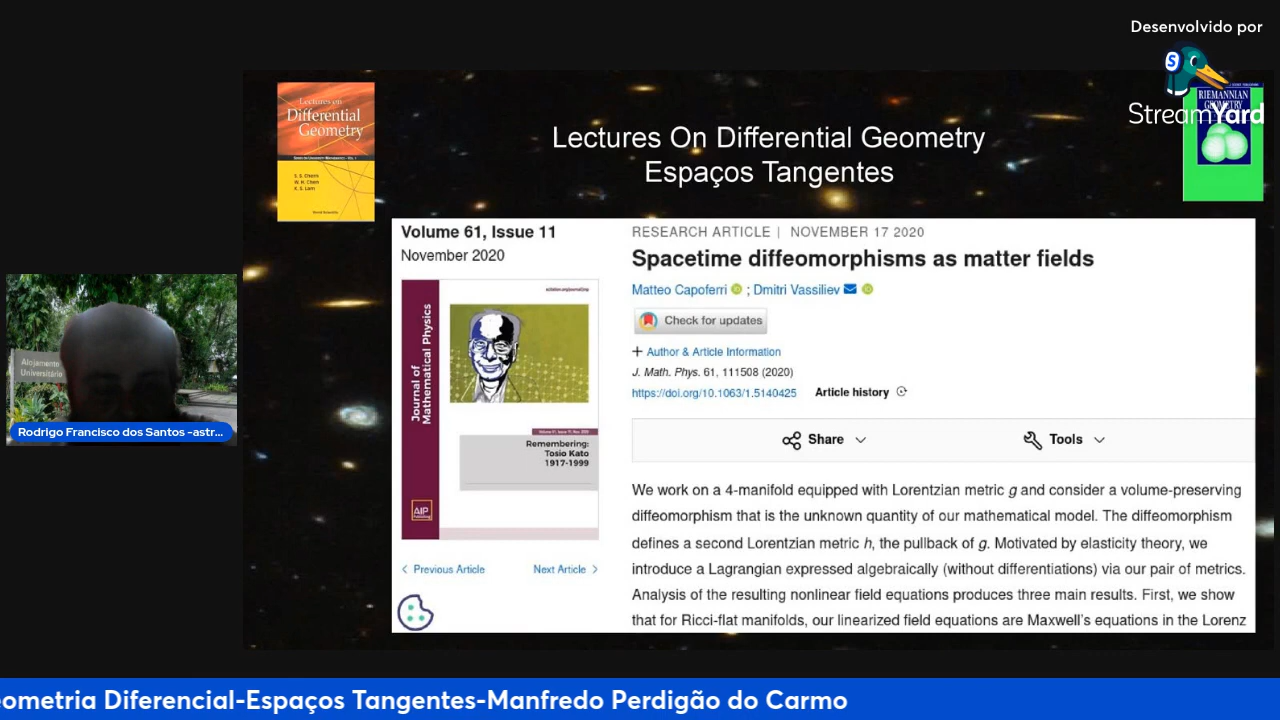 Desenvolvido por
StreamYard
Lectures on
Differential
Geometry
S. S. Chern
W. H. Chen
K. S. Lam
RIEMANNIAN
GEOMETRY
Lectures On Differential Geometry
Espaços Tangentes
Volume 61, Issue 11
November 2020
Journal of
Mathematical Physics
Remembering:
Tosio Kato
1917-1999
AIP
Publishing
Previous Article
Next Article
RESEARCH ARTICLE | NOVEMBER 17 2020
Spacetime diffeomorphisms as matter fields
Matteo Capoferri ; Dmitri Vassiliev
Check for updates
+ Author & Article Information
J. Math. Phys. 61, 111508 (2020)
https://doi.org/10.1063/1.5140425
Article history
Share
Tools
We work on a 4-manifold equipped with Lorentzian metric g and consider a volume-preserving
diffeomorphism that is the unknown quantity of our mathematical model. The diffeomorphism
defines a second Lorentzian metric h, the pullback of g. Motivated by elasticity theory, we
introduce a Lagrangian expressed algebraically (without differentiations) via our pair of metrics.
Analysis of the resulting nonlinear field equations produces three main results. First, we show
that for Ricci-flat manifolds, our linearized field equations are Maxwell's equations in the Lorenz
Alojamento
Universitário
Rodrigo Francisco dos Santos -astr...
eometria Diferencial-Espaços Tangentes-Manfredo Perdigão do Carmo